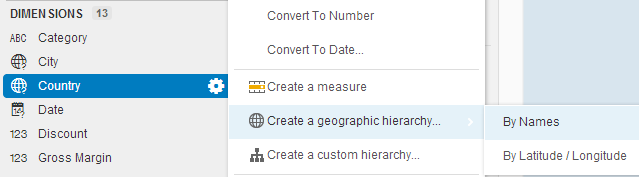 DIMENSIONS 13
ABC Category
City
Country
Date
123 Discount
123 Gross Margin
Convert To Number
Convert To Date...
Create a measure
Create a geographic hierarchy...
Create a custom hierarchy...
By Names
By Latitude / Longitude